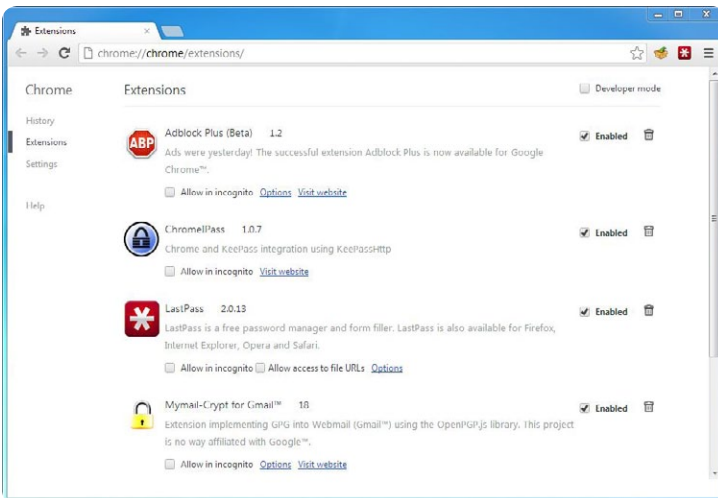 Extensions
chrome://chrome/extensions/
Chrome
Extensions
Developer mode
History
Extensions
Settings
Help
ABP
Adblock Plus (Beta) 1.2
Enabled
Ads were yesterday! The successful extension Adblock Plus is now available for Google
Chrome™.
Allow in incognito Options Visit website
ChromeIPass 1.0.7
Enabled
Chrome and KeePass integration using KeePassHttp
Allow in incognito Visit website
LastPass 2.0.13
Enabled
LastPass is a free password manager and form filler. LastPass is also available for Firefox,
Internet Explorer, Opera and Safari.
Allow in incognito Allow access to file URLs Options
Mymail-Crypt for Gmail™ 18
Enabled
Extension implementing GPG into Webmail (Gmail™) using the OpenPGP.js library. This project
is no way affiliated with Google™.
Allow in incognito Options Visit website